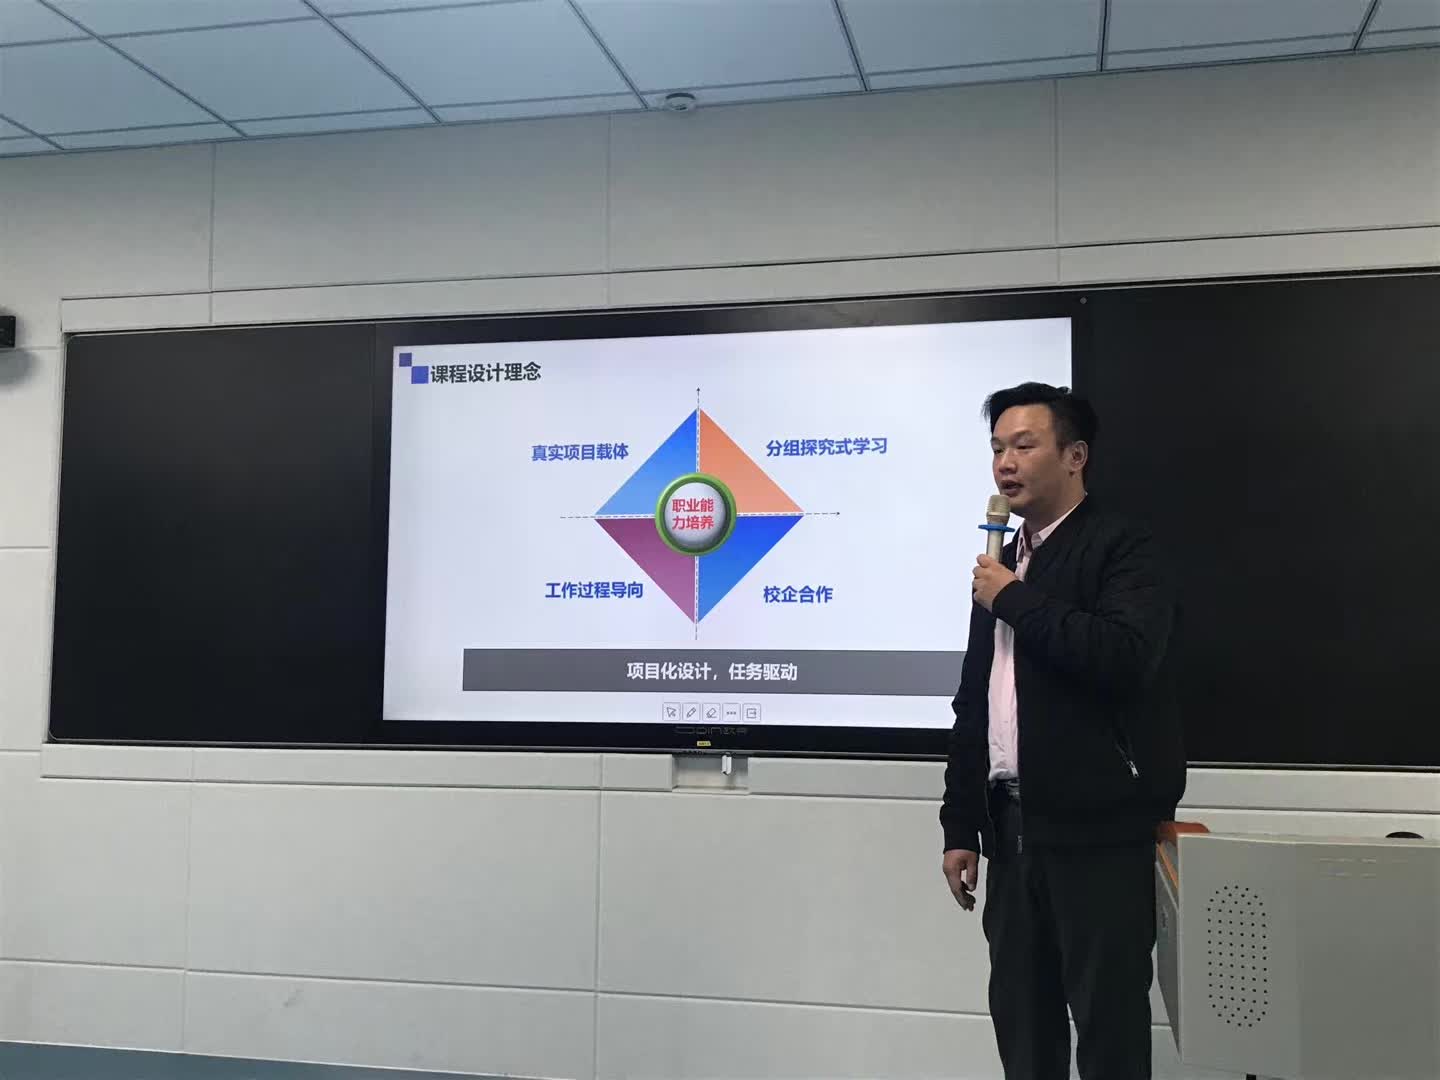 课程设计理念
真实项目载体
分组探究式学习
职业能
力培养
工作过程导向
校企合作
项目化设计，任务驱动